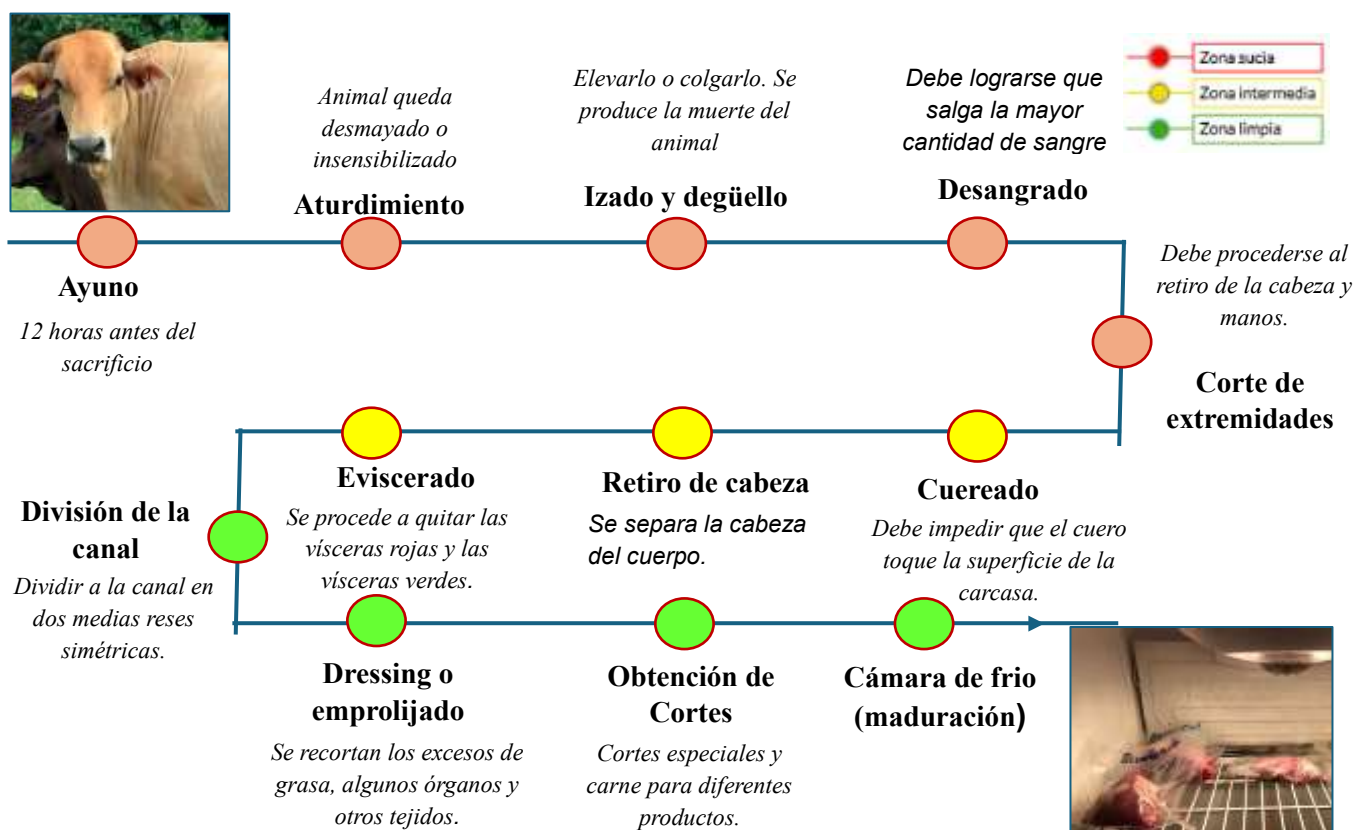 Zona sucia
Zona intermedia
Zona limpia
Animal queda
desmayado o
insensibilizado
Aturdimiento
Elevarlo o colgarlo. Se
produce la muerte del
animal
Izado y degüello
Debe lograrse que
salga la mayor
cantidad de sangre
Desangrado
Ayuno
12 horas antes del
sacrificio
Debe procederse al
retiro de la cabeza y
manos.
Corte de
extremidades
Cuereado
Debe impedir que el cuero
toque la superficie de la
carcasa.
Retiro de cabeza
Se separa la cabeza
del cuerpo.
Eviscerado
Se procede a quitar las
vísceras rojas y las
vísceras verdes.
División de la
canal
Dividir a la canal en
dos medias reses
simétricas.
Dressing o
emprolijado
Se recortan los excesos de
grasa, algunos órganos y
otros tejidos.
Obtención de
Cortes
Cortes especiales y
carne para diferentes
productos.
Cámara de frio
(maduración)